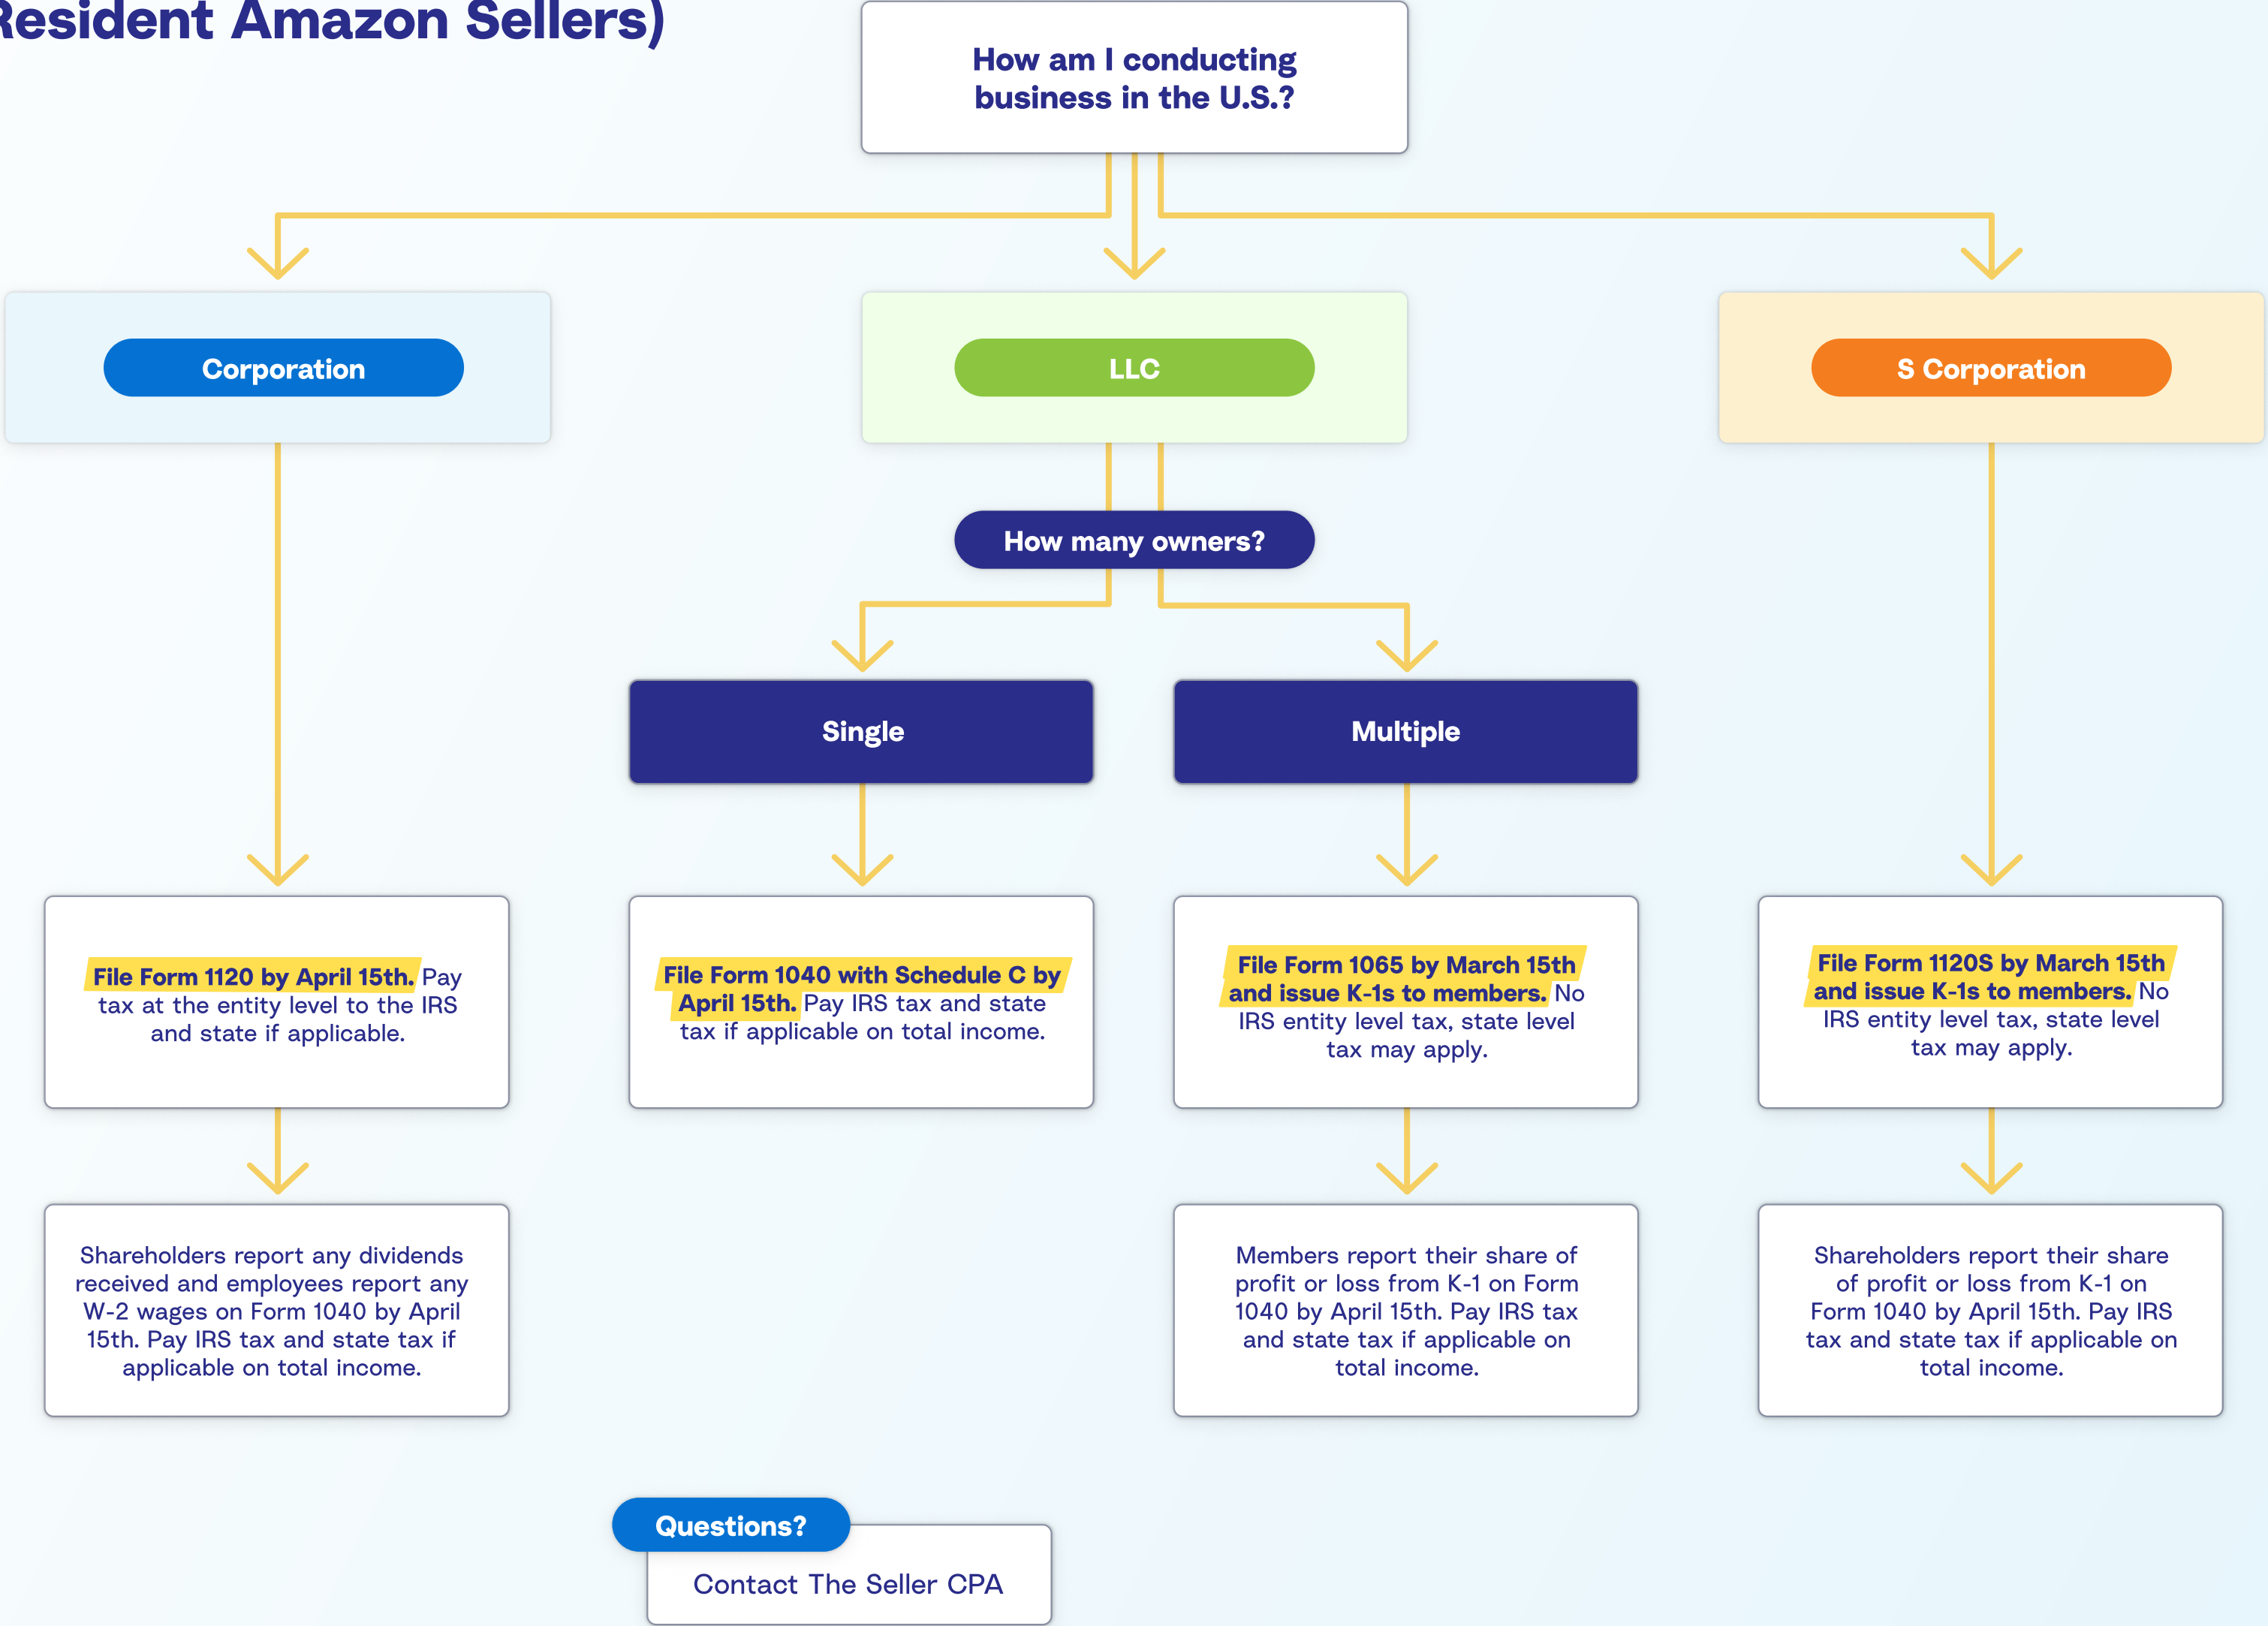 Resident Amazon Sellers)
How am I conducting
business in the U.S.?
Corporation
LLC
S Corporation
How many owners?
Single
Multiple
File Form 1120 by April 15th. Pay
tax at the entity level to the IRS
and state if applicable.
File Form 1040 with Schedule C by
April 15th. Pay IRS tax and state
tax if applicable on total income.
File Form 1065 by March 15th
and issue K-1s to members. No
IRS entity level tax, state level
tax may apply.
File Form 1120S by March 15th
and issue K-1s to members. No
IRS entity level tax, state level
tax may apply.
Shareholders report any dividends
received and employees report any
W-2 wages on Form 1040 by April
15th. Pay IRS tax and state tax if
applicable on total income.
Members report their share of
profit or loss from K-1 on Form
1040 by April 15th. Pay IRS tax
and state tax if applicable on
total income.
Shareholders report their share
of profit or loss from K-1 on
Form 1040 by April 15th. Pay IRS
tax and state tax if applicable on
total income.
Questions?
Contact The Seller CPA